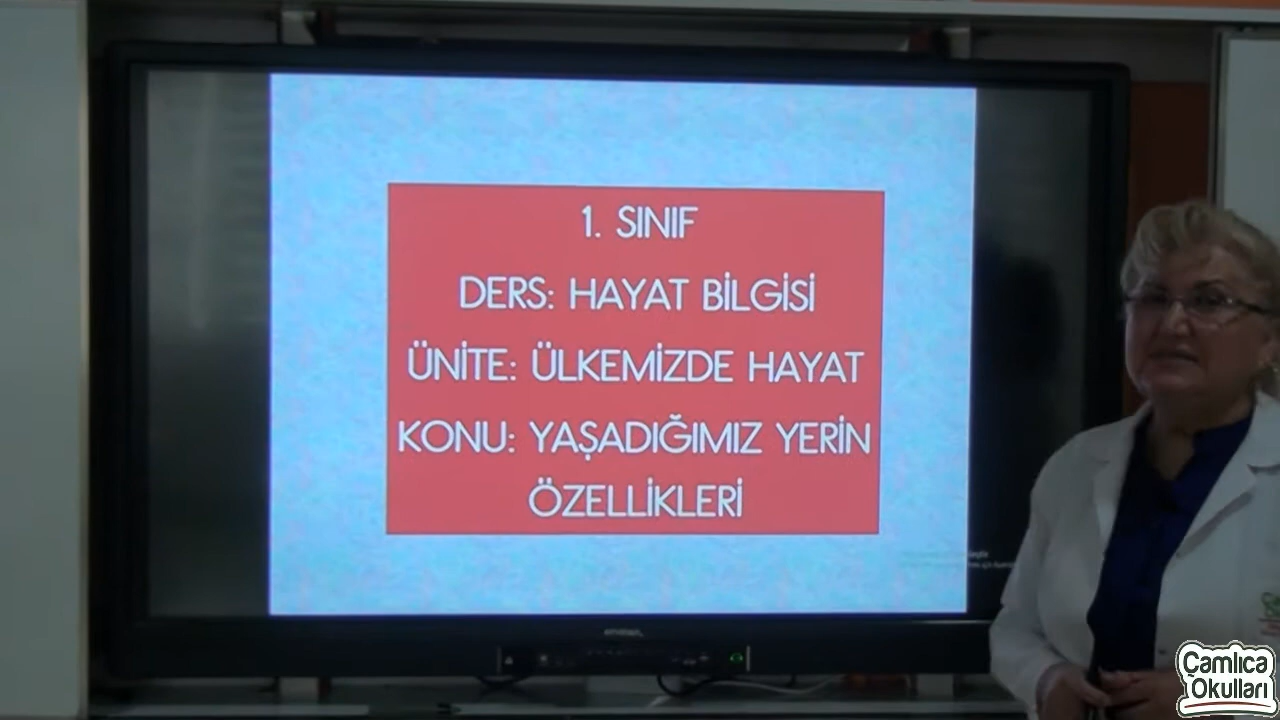 1. SINIF
DERS: HAYAT BİLGİSİ
ÜNİTE: ÜLKEMİZDE HAYAT
KONU: YAŞADIĞIMIZ YERİN
ÖZELLİKLERİ
Çamlıca
Okulları